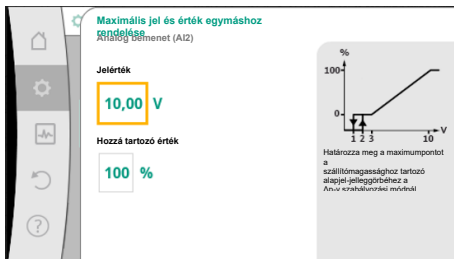 Maximális jel és érték egymáshoz
rendelése
Analóg bemenet (AI2)
Jelérték
10,00 V
Hozzá tartozó érték
100 %
%
100
0
1 2 3 10 V
Határozza meg a maximumpontot
a
szállítómagassághoz tartozó
alapjel-jelleggörbéhez a
Δp-v szabályozási módnál
?